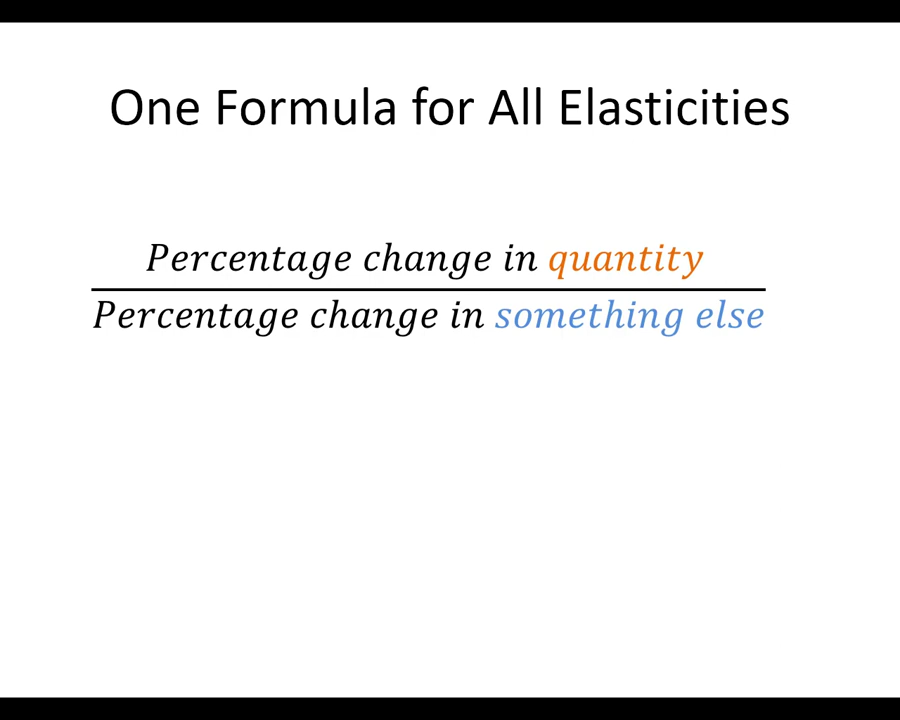 One Formula for All Elasticities
Percentage change in quantity
Percentage change in something else